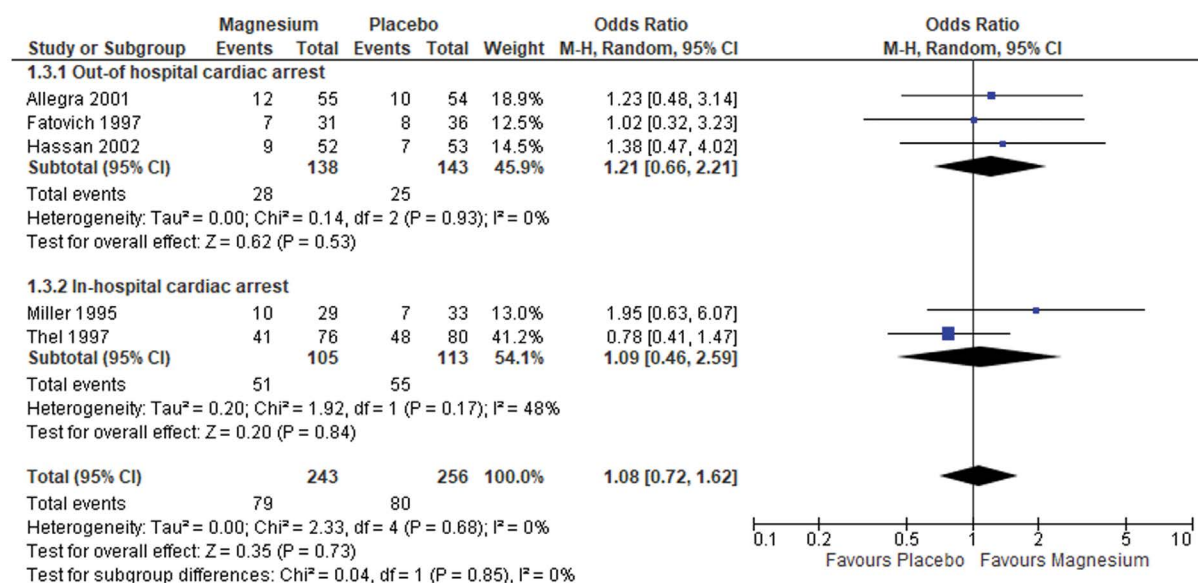 Magnesium Placebo Odds Ratio Odds Ratio
Study or Subgroup Events Total Events Total Weight M-H, Random, 95% CI M-H, Random, 95% CI
1.3.1 Out-of hospital cardiac arrest
Allegra 2001 12 55 10 54 18.9% 1.23 [0.48, 3.14]
Fatovich 1997 7 31 8 36 12.5% 1.02 [0.32, 3.23]
Hassan 2002 9 52 7 53 14.5% 1.38 [0.47, 4.02]
Subtotal (95% CI) 138 143 45.9% 1.21 [0.66, 2.21]
Total events 28 25
Heterogeneity: Tau² = 0.00; Chi² = 0.14, df = 2 (P = 0.93); I² = 0%
Test for overall effect: Z = 0.62 (P = 0.53)
1.3.2 In-hospital cardiac arrest
Miller 1995 10 29 7 33 13.0% 1.95 [0.63, 6.07]
Thel 1997 41 76 48 80 41.2% 0.78 [0.41, 1.47]
Subtotal (95% CI) 105 113 54.1% 1.09 [0.46, 2.59]
Total events 51 55
Heterogeneity: Tau² = 0.20; Chi² = 1.92, df = 1 (P = 0.17); I² = 48%
Test for overall effect: Z = 0.20 (P = 0.84)
Total (95% CI) 243 256 100.0% 1.08 [0.72, 1.62]
Total events 79 80
Heterogeneity: Tau² = 0.00; Chi² = 2.33, df = 4 (P = 0.68); I² = 0%
Test for overall effect: Z = 0.35 (P = 0.73)
Test for subgroup differences: Chi² = 0.04, df = 1 (P = 0.85), I² = 0%
0.1 0.2 0.5 1 2 5 10
Favours Placebo Favours Magnesium